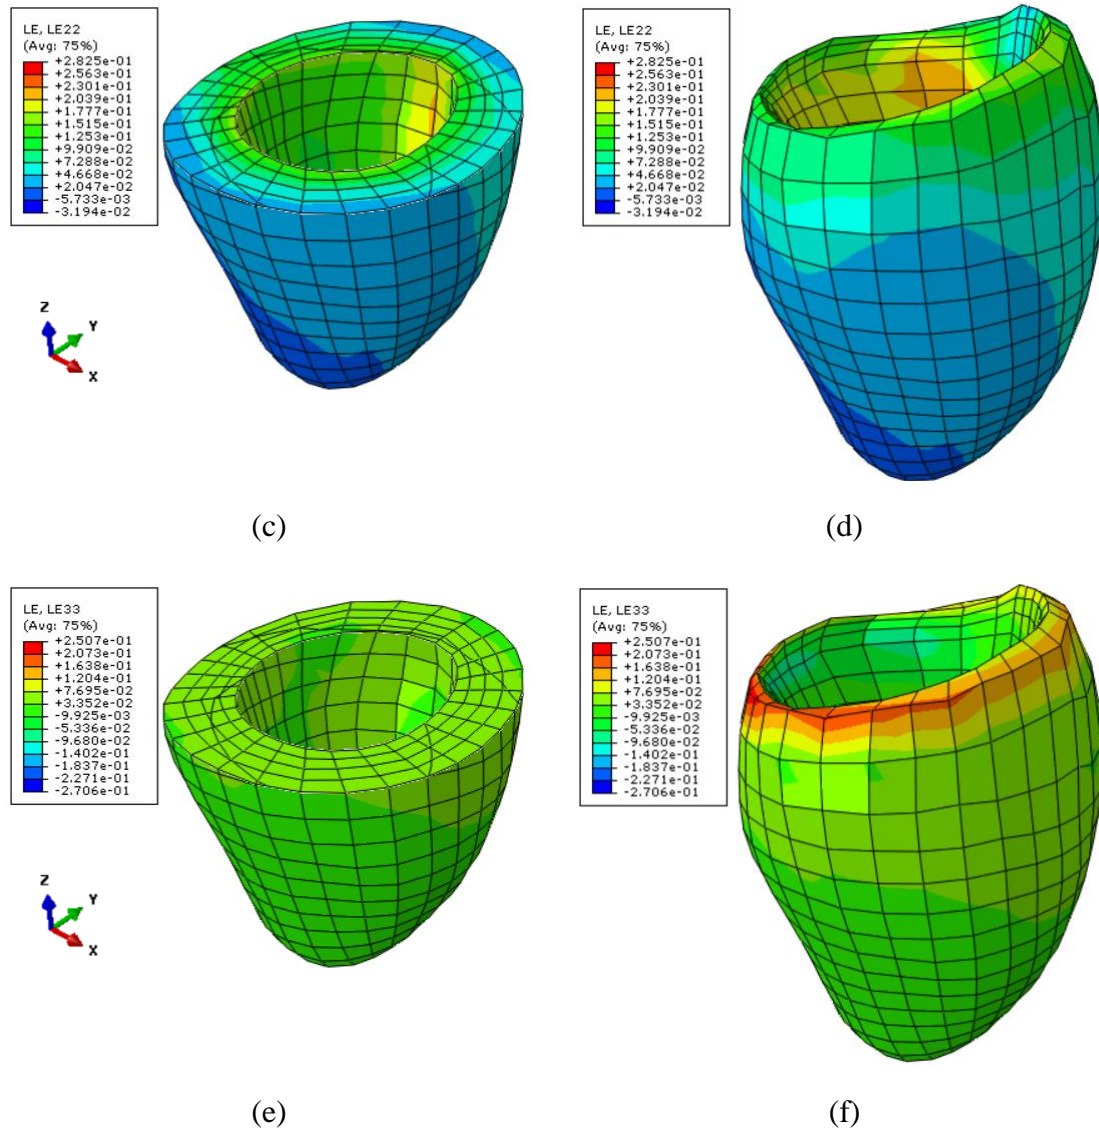 LE, LE22
(Avg: 75%)
+2.825e-01
+2.563e-01
+2.301e-01
+2.039e-01
+1.777e-01
+1.515e-01
+1.253e-01
+9.909e-02
+7.288e-02
+4.668e-02
+2.047e-02
-5.733e-03
-3.194e-02
Z
Y
X
(c)
LE, LE22
(Avg: 75%)
+2.825e-01
+2.563e-01
+2.301e-01
+2.039e-01
+1.777e-01
+1.515e-01
+1.253e-01
+9.909e-02
+7.288e-02
+4.668e-02
+2.047e-02
-5.733e-03
-3.194e-02
(d)
LE, LE33
(Avg: 75%)
+2.507e-01
+2.073e-01
+1.638e-01
+1.204e-01
+7.695e-02
+3.352e-02
-9.925e-03
-5.336e-02
-9.680e-02
-1.402e-01
-1.837e-01
-2.271e-01
-2.706e-01
Z
Y
X
(e)
LE, LE33
(Avg: 75%)
+2.507e-01
+2.073e-01
+1.638e-01
+1.204e-01
+7.695e-02
+3.352e-02
-9.925e-03
-5.336e-02
-9.680e-02
-1.402e-01
-1.837e-01
-2.271e-01
-2.706e-01
(f)